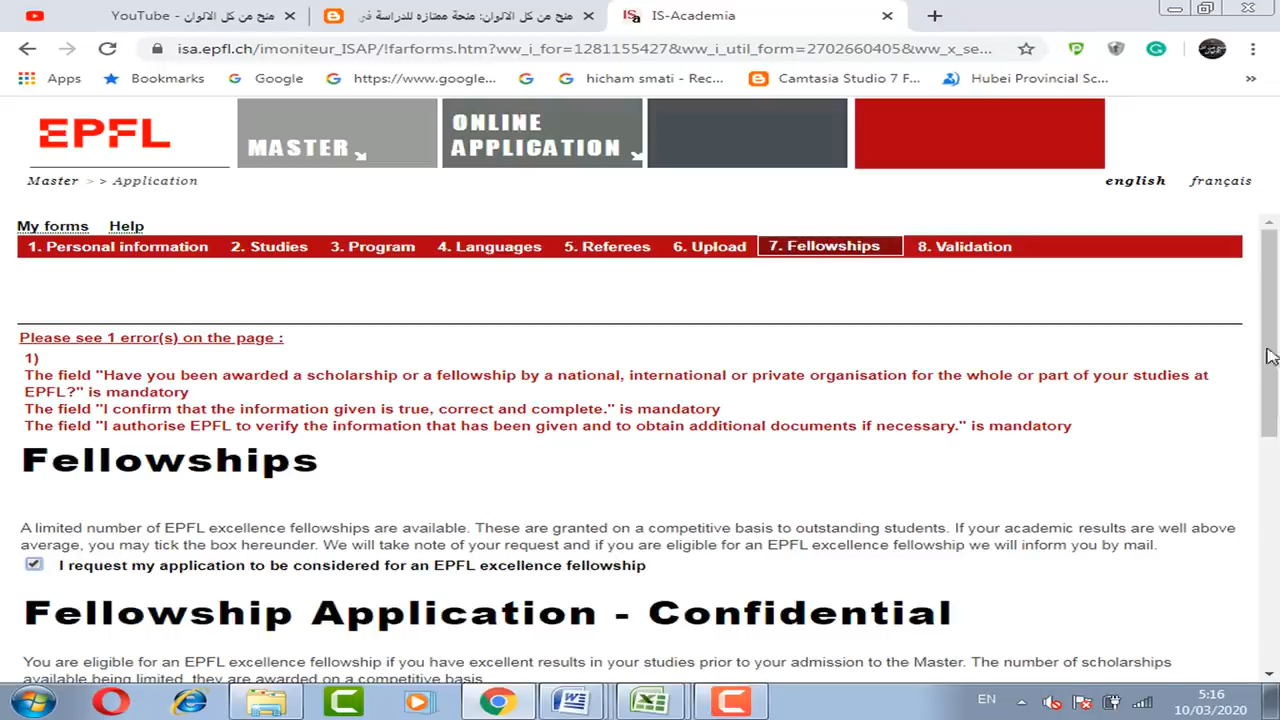 YouTube - منح من كل الالوان
منح من كل الالوان: منحة ممتازه للدراسة في
IS-Academia
isa.epfl.ch/imoniteur_ISAP/!farforms.htm?ww_i_for=1281155427&ww_i_util_form=2702660405&ww_x_se...
Apps Bookmarks Google https://www.google... hicham smati - Rec... Camtasia Studio 7 F... Hubei Provincial Sc... »
EPFL
MASTER
ONLINE
APPLICATION
Master > > Application
english français
My forms Help
1. Personal information 2. Studies 3. Program 4. Languages 5. Referees 6. Upload 7. Fellowships 8. Validation
Please see 1 error(s) on the page :
1)
The field "Have you been awarded a scholarship or a fellowship by a national, international or private organisation for the whole or part of your studies at
EPFL?" is mandatory
The field "I confirm that the information given is true, correct and complete." is mandatory
The field "I authorise EPFL to verify the information that has been given and to obtain additional documents if necessary." is mandatory
Fellowships
A limited number of EPFL excellence fellowships are available. These are granted on a competitive basis to outstanding students. If your academic results are well above
average, you may tick the box hereunder. We will take note of your request and if you are eligible for an EPFL excellence fellowship we will inform you by mail.
I request my application to be considered for an EPFL excellence fellowship
Fellowship Application - Confidential
You are eligible for an EPFL excellence fellowship if you have excellent results in your studies prior to your admission to the Master. The number of scholarships
available being limited, they are awarded on a competitive basis
EN
5:16
10/03/2020